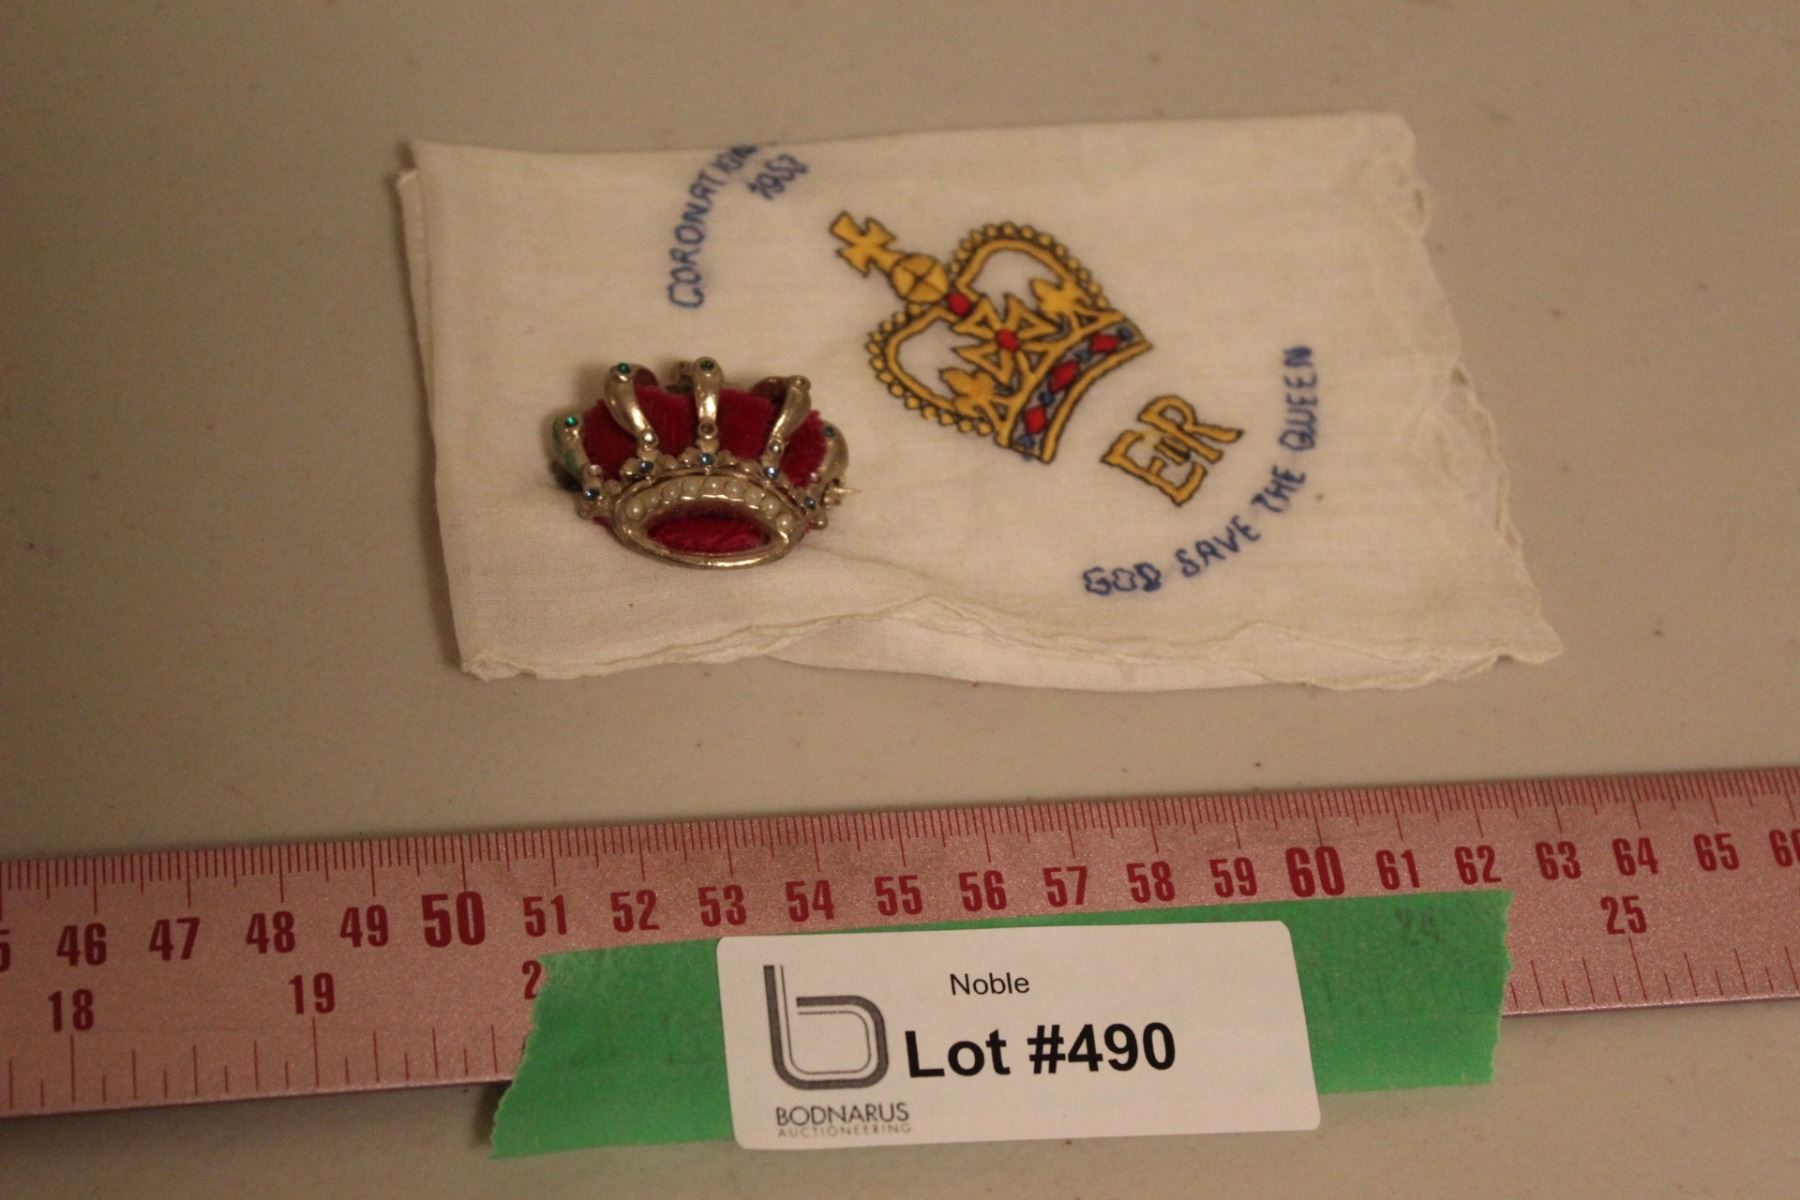 CORONATION
1953
EIIR
GOD SAVE THE QUEEN
46 47 48 49 50 51 52 53 54 55 56 57 58 59 60 61 62 63 64 65
18 19 24 25
Noble
Lot #490
BODNARUS
AUCTIONEERING